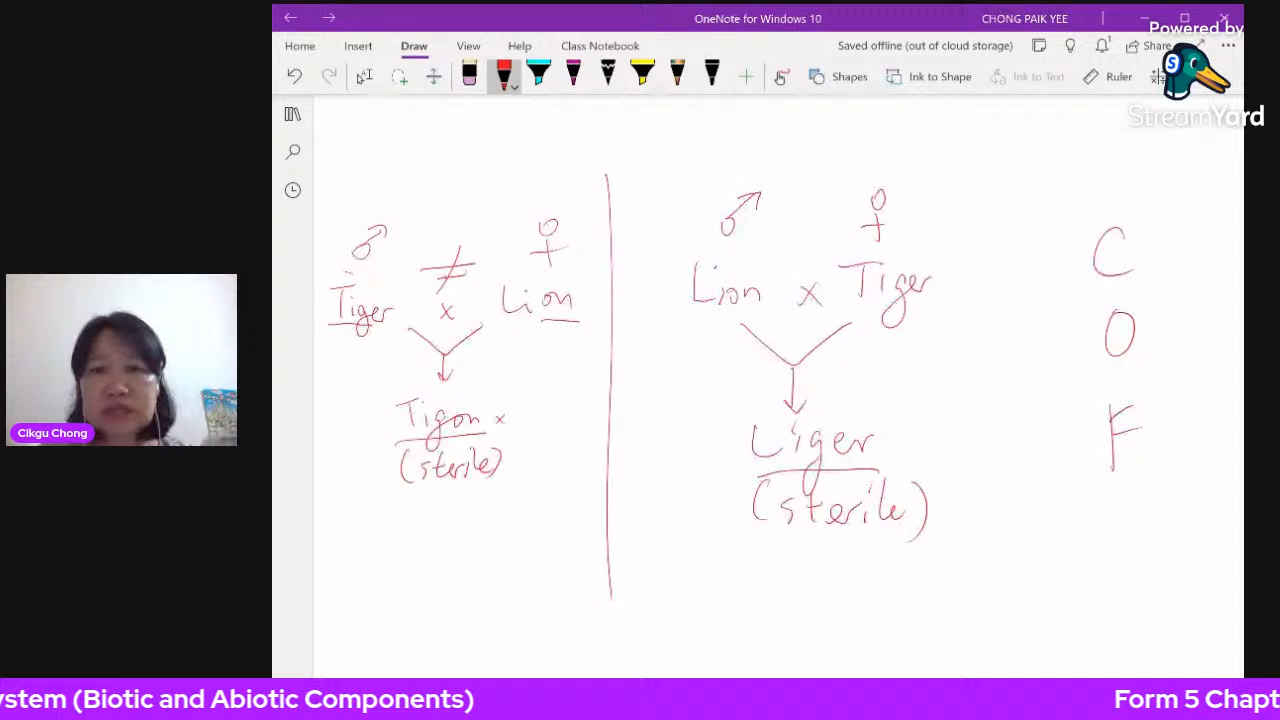 OneNote for Windows 10
CHONG PAIK YEE
Powered by
Home Insert Draw View Help Class Notebook
Saved offline (out of cloud storage)
Share
Shapes
Ink to Shape
Ink to Text
Ruler
StreamYard
♂ ♀
Tiger ≠ x Lion
Tigon x
(sterile)
♂ ♀
Lion x Tiger
Liger
(sterile)
C
O
F
Cikgu Chong
ystem (Biotic and Abiotic Components)
Form 5 Chapt